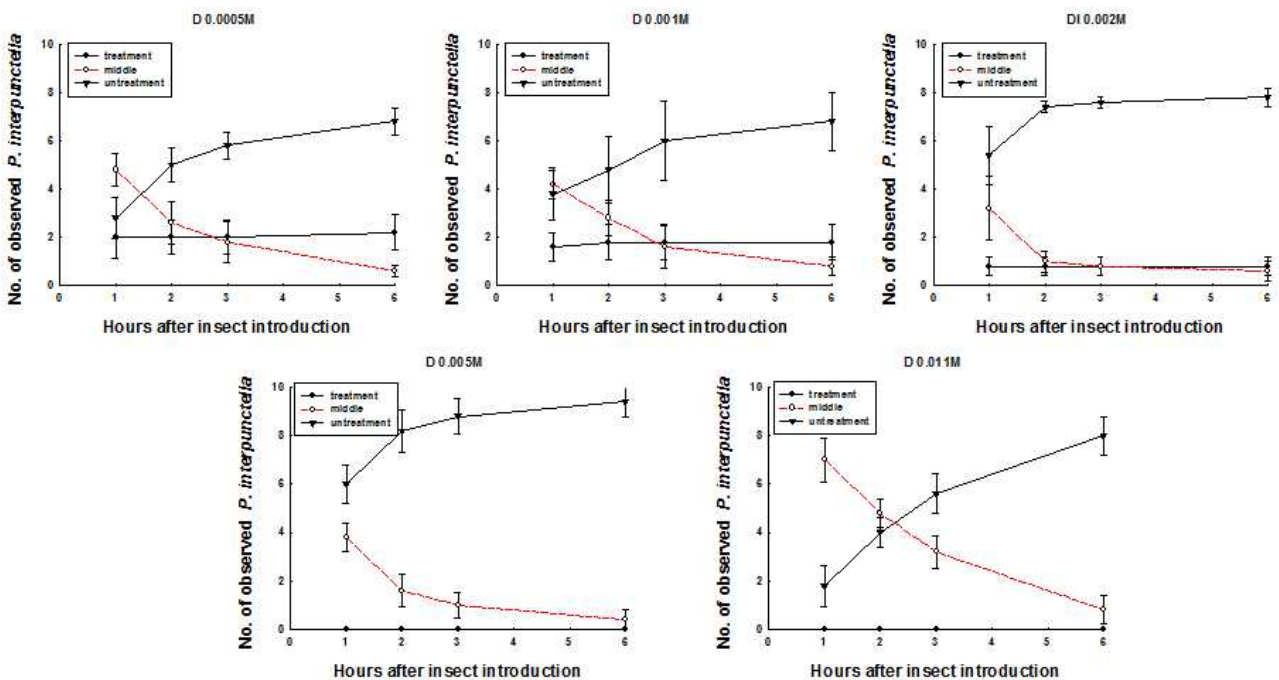 D 0.0005M
No. of observed P. interpunctella
10
8
6
4
2
0
treatment
middle
untreatment
0 1 2 3 4 5 6
Hours after insect introduction
D 0.001M
No. of observed P. interpunctella
10
8
6
4
2
0
treatment
middle
untreatment
0 1 2 3 4 5 6
Hours after insect introduction
DI 0.002M
No. of observed P. interpunctella
10
8
6
4
2
0
treatment
middle
untreatment
0 1 2 3 4 5 6
Hours after insect introduction
D 0.005M
No. of observed P. interpunctella
10
8
6
4
2
0
treatment
middle
untreatment
0 1 2 3 4 5 6
Hours after insect introduction
D 0.011M
No. of observed P. interpunctella
10
8
6
4
2
0
treatment
middle
untreatment
0 1 2 3 4 5 6
Hours after insect introduction